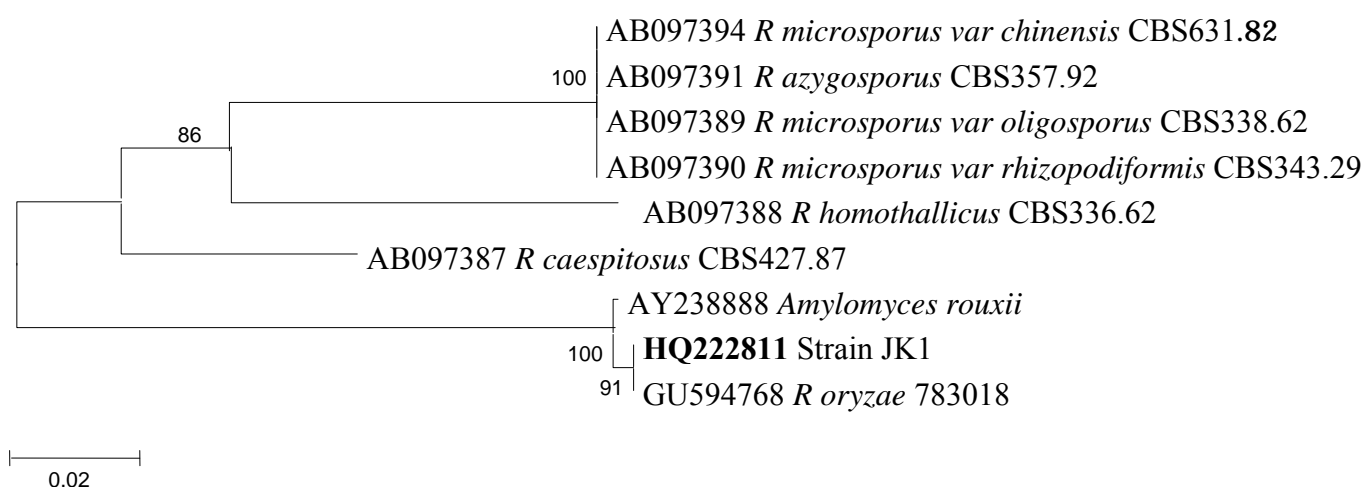 AB097394 R microsporus var chinensis CBS631.82
100
AB097391 R azygosporus CBS357.92
AB097389 R microsporus var oligosporus CBS338.62
86
AB097390 R microsporus var rhizopodiformis CBS343.29
AB097388 R homothallicus CBS336.62
AB097387 R caespitosus CBS427.87
AY238888 Amylomyces rouxii
100
HQ222811 Strain JK1
91
GU594768 R oryzae 783018
0.02